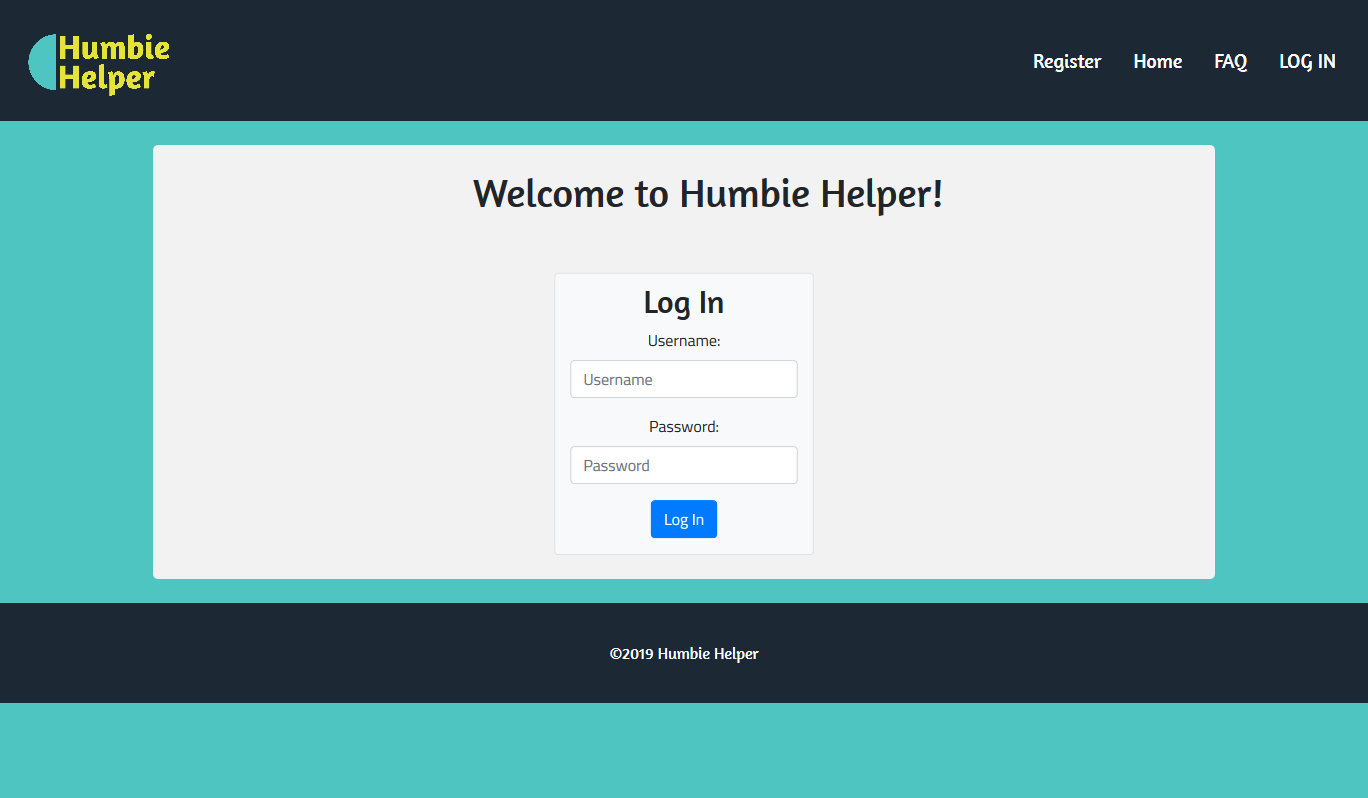 Humbie
Helper
Register Home FAQ LOG IN
Welcome to Humbie Helper!
Log In
Username:
Username
Password:
Password
Log In
©2019 Humbie Helper